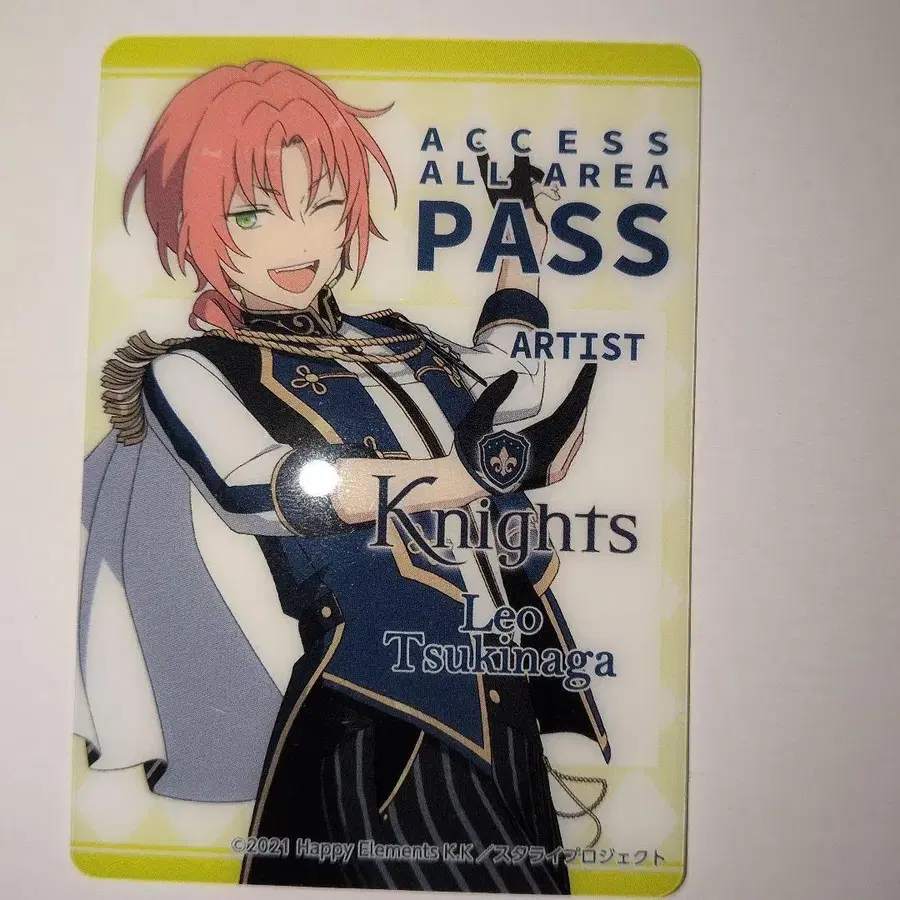 ACCESS
ALL AREA
PASS
ARTIST
Knights
Leo
Tsukinaga
©2021 Happy Elements K.K／スタライプロジェクト